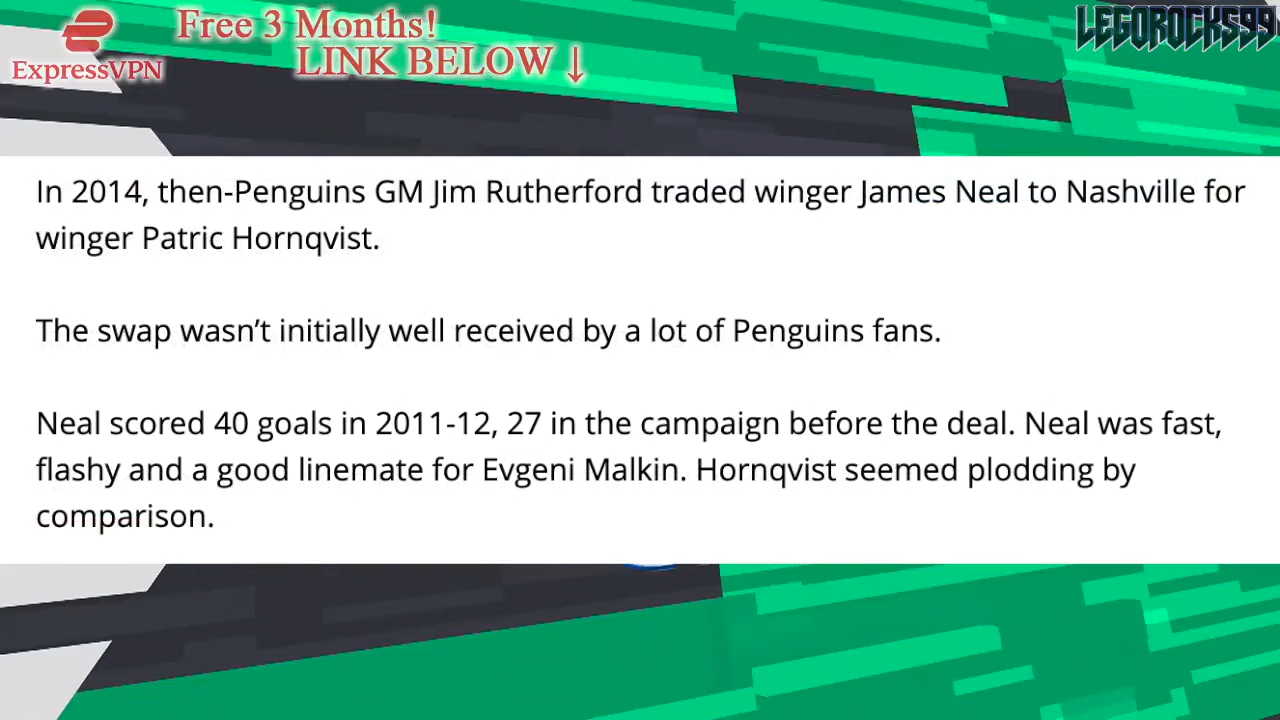 Free 3 Months!
LINK BELOW ↓
ExpressVPN
LEGOROCKS99
In 2014, then-Penguins GM Jim Rutherford traded winger James Neal to Nashville for
winger Patric Hornqvist.
The swap wasn’t initially well received by a lot of Penguins fans.
Neal scored 40 goals in 2011-12, 27 in the campaign before the deal. Neal was fast,
flashy and a good linemate for Evgeni Malkin. Hornqvist seemed plodding by
comparison.